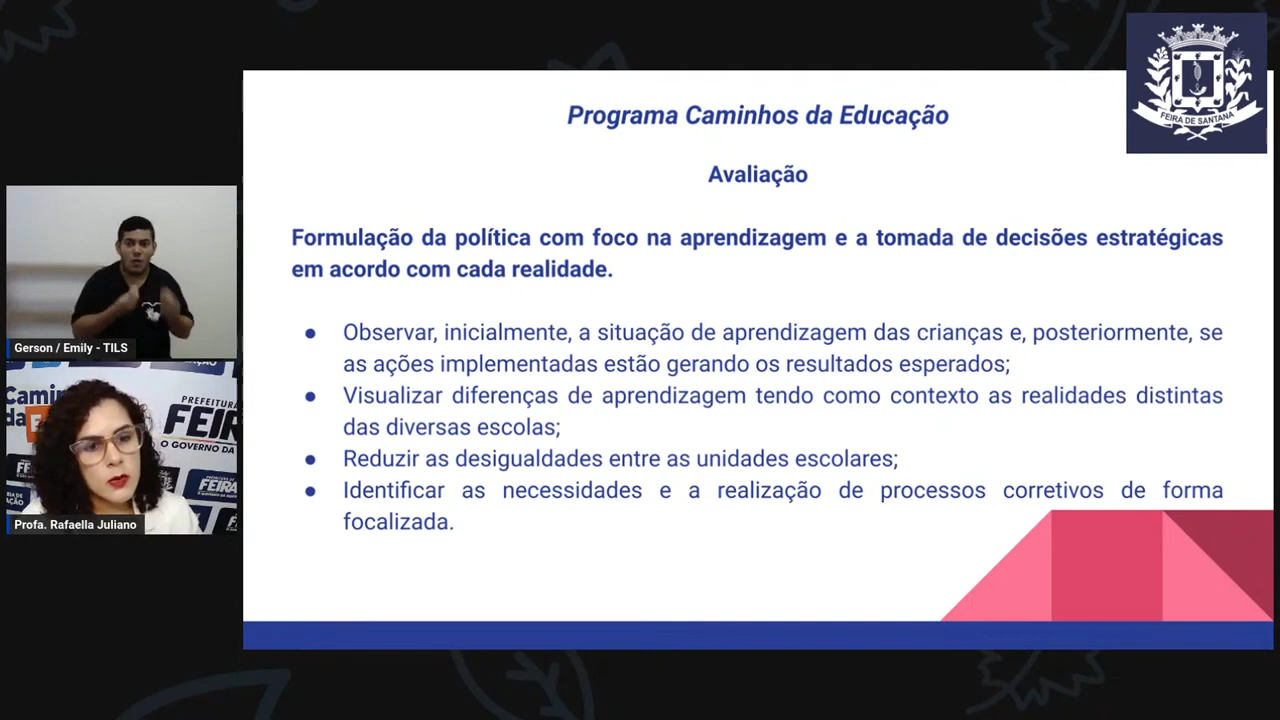 FEIRA DE SANTANA
Programa Caminhos da Educação
Avaliação
Formulação da política com foco na aprendizagem e a tomada de decisões estratégicas
em acordo com cada realidade.
● Observar, inicialmente, a situação de aprendizagem das crianças e, posteriormente, se
as ações implementadas estão gerando os resultados esperados;
● Visualizar diferenças de aprendizagem tendo como contexto as realidades distintas
das diversas escolas;
● Reduzir as desigualdades entre as unidades escolares;
● Identificar as necessidades e a realização de processos corretivos de forma
focalizada.
Gerson / Emily - TILS
Camin
da E
PREFEITURA
FEIR
O GOVERNO DA
Profa. Rafaella Juliano